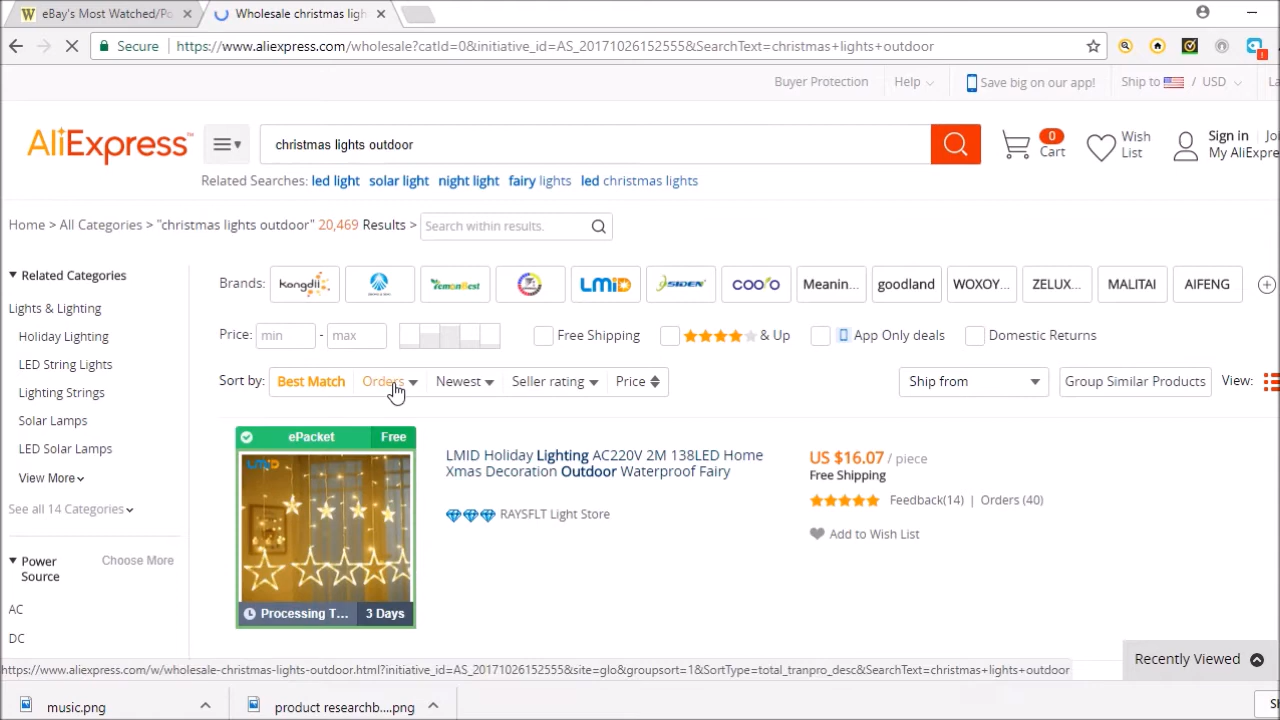 eBay's Most Watched/Po
Wholesale christmas ligh
Secure
https://www.aliexpress.com/wholesale?catId=0&initiative_id=AS_20171026152555&SearchText=christmas+lights+outdoor
Buyer Protection
Help
Save big on our app!
Ship to / USD
AliExpress™
christmas lights outdoor
0
Cart
Wish
List
Sign in
My AliExpre
Related Searches: led light solar light night light fairy lights led christmas lights
Home > All Categories > "christmas lights outdoor" 20,469 Results >
Search within results.
Related Categories
Lights & Lighting
Holiday Lighting
LED String Lights
Lighting Strings
Solar Lamps
LED Solar Lamps
View More
See all 14 Categories
Power
Source
Choose More
AC
DC
Brands:
kongdii
lemonBest
LMiD
SIDEN
COOLO
Meanin...
goodland
WOXOY...
ZELUX...
MALITAI
AIFENG
Price: min - max
Free Shipping
& Up
App Only deals
Domestic Returns
Sort by:
Best Match
Orders
Newest
Seller rating
Price
Ship from
Group Similar Products
View:
ePacket
Free
LMiD
Processing T...
3 Days
LMID Holiday Lighting AC220V 2M 138LED Home
Xmas Decoration Outdoor Waterproof Fairy
RAYSFLT Light Store
US $16.07 / piece
Free Shipping
Feedback(14) | Orders (40)
Add to Wish List
Recently Viewed
https://www.aliexpress.com/w/wholesale-christmas-lights-outdoor.html?initiative_id=AS_20171026152555&site=glo&groupsort=1&SortType=total_tranpro_desc&SearchText=christmas+lights+outdoor
music.png
product researchb....png